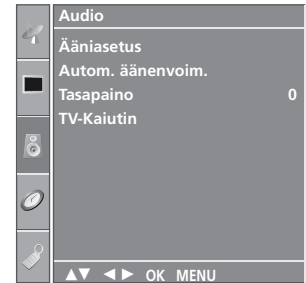 Audio
Ääniasetus
Autom. äänenvoim.
Tasapaino 0
TV-Kaiutin
▲▼ ◄► OK MENU